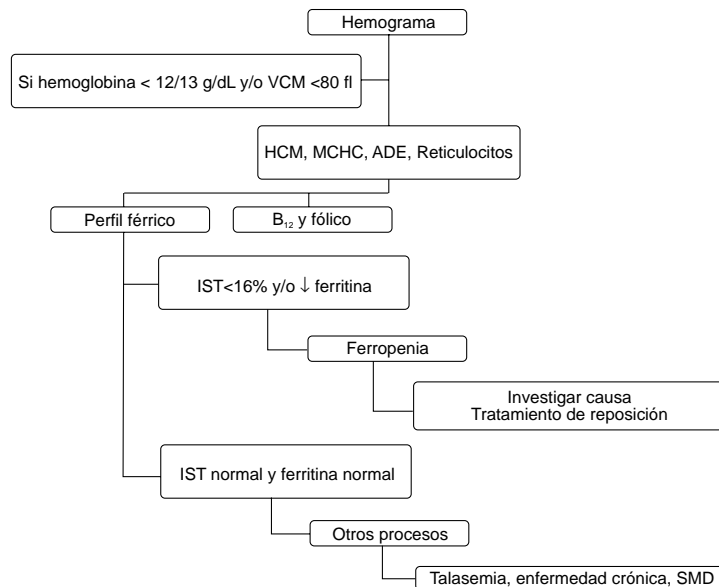 Hemograma
Si hemoglobina < 12/13 g/dL y/o VCM <80 fl
HCM, MCHC, ADE, Reticulocitos
Perfil férrico
B₁₂ y fólico
IST<16% y/o ↓ ferritina
Ferropenia
Investigar causa
Tratamiento de reposición
IST normal y ferritina normal
Otros procesos
Talasemia, enfermedad crónica, SMD